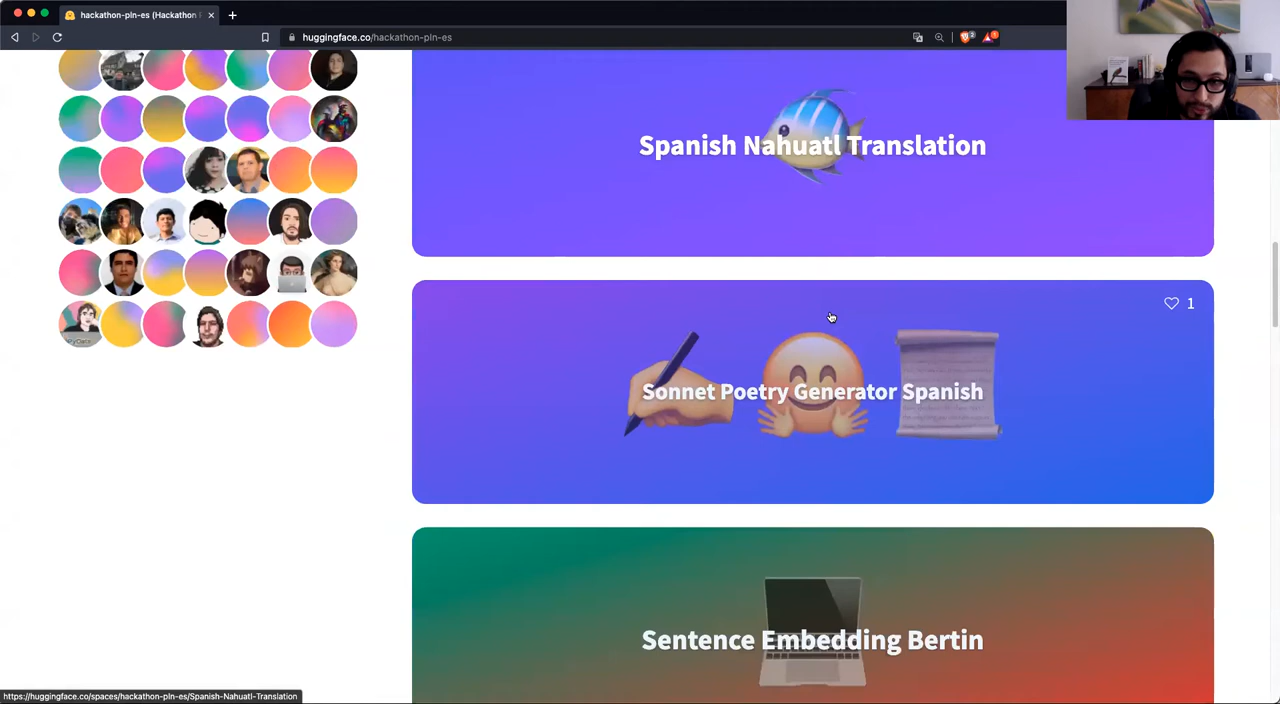 hackathon-pln-es (Hackathon
huggingface.co/hackathon-pln-es
Spanish Nahuatl Translation
1
Sonnet Poetry Generator Spanish
Sentence Embedding Bertin
https://huggingface.co/spaces/hackathon-pln-es/Spanish-Nahuatl-Translation